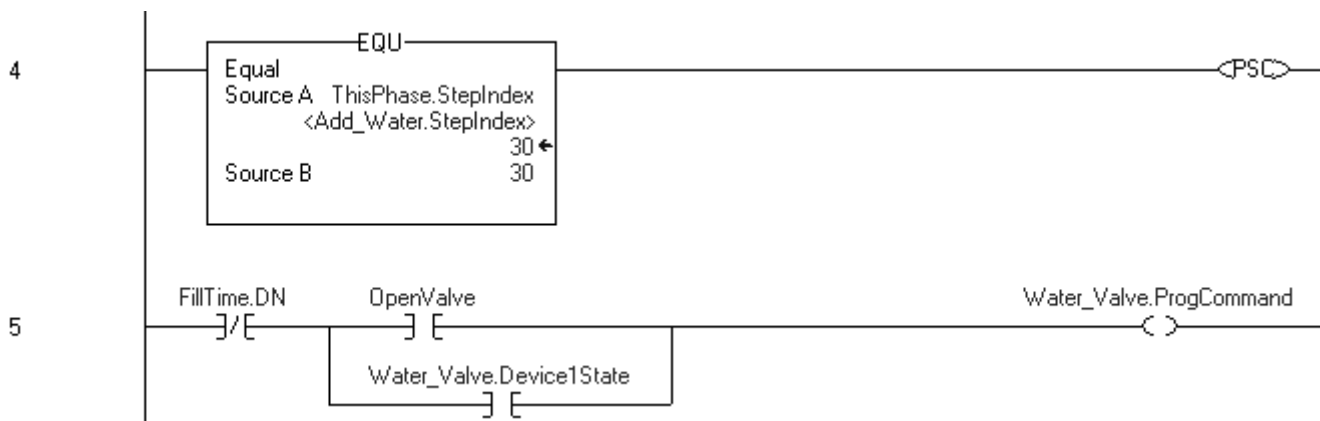 EQU
4
Equal
PSC
Source A ThisPhase.StepIndex
<Add_Water.StepIndex>
30
Source B 30
FillTime.DN OpenValve Water_Valve.ProgCommand
5
Water_Valve.Device1State